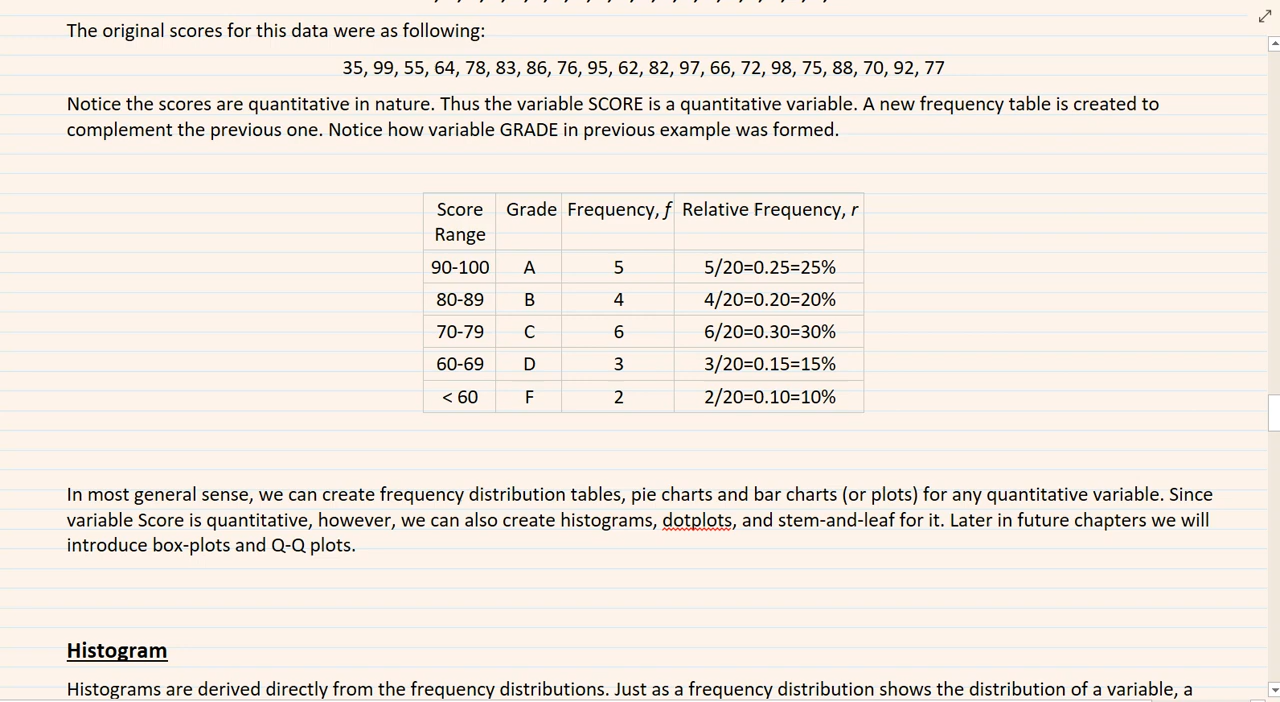 The original scores for this data were as following:
35, 99, 55, 64, 78, 83, 86, 76, 95, 62, 82, 97, 66, 72, 98, 75, 88, 70, 92, 77
Notice the scores are quantitative in nature. Thus the variable SCORE is a quantitative variable. A new frequency table is created to
complement the previous one. Notice how variable GRADE in previous example was formed.
Score Range Grade Frequency, f Relative Frequency, r
90-100 A 5 5/20=0.25=25%
80-89 B 4 4/20=0.20=20%
70-79 C 6 6/20=0.30=30%
60-69 D 3 3/20=0.15=15%
< 60 F 2 2/20=0.10=10%
In most general sense, we can create frequency distribution tables, pie charts and bar charts (or plots) for any quantitative variable. Since
variable Score is quantitative, however, we can also create histograms, dotplots, and stem-and-leaf for it. Later in future chapters we will
introduce box-plots and Q-Q plots.
Histogram
Histograms are derived directly from the frequency distributions. Just as a frequency distribution shows the distribution of a variable, a